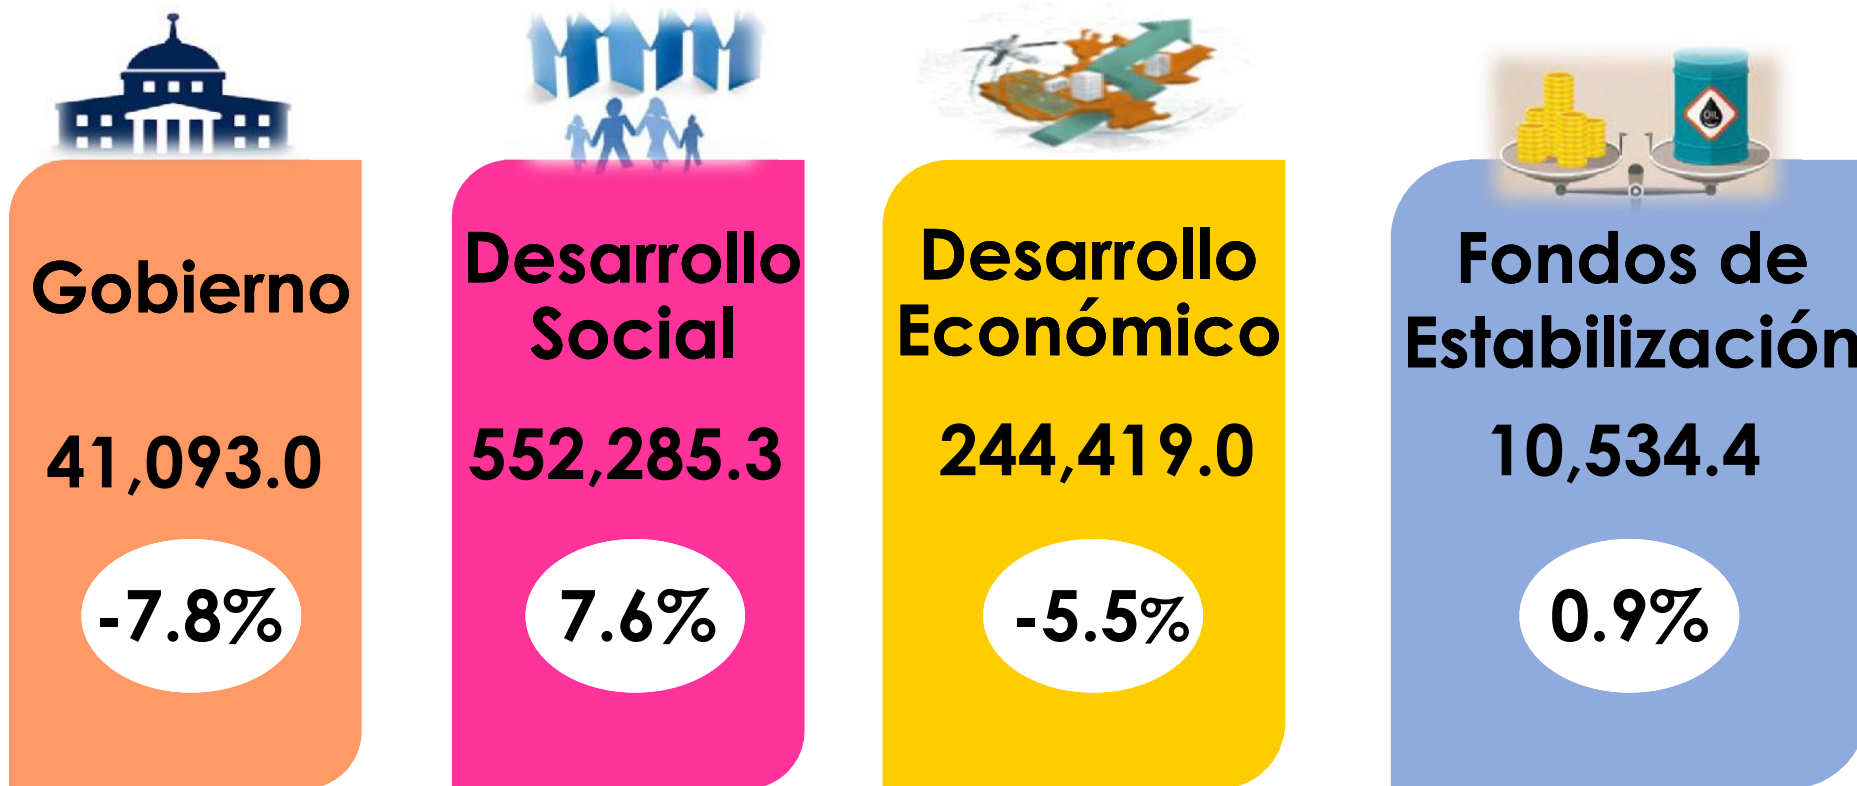 Gobierno
41,093.0
-7.8%
Desarrollo
Social
552,285.3
7.6%
Desarrollo
Económico
244,419.0
-5.5%
OIL
Fondos de
Estabilización
10,534.4
0.9%